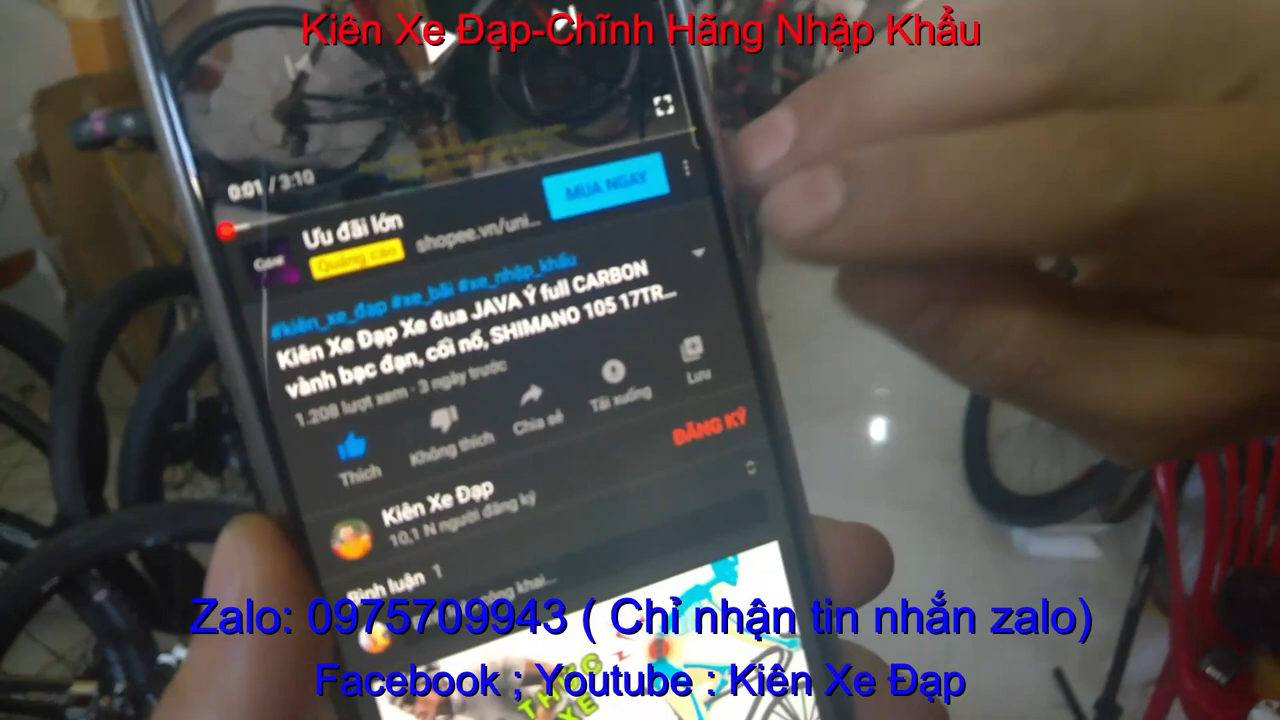 Kiên Xe Đạp-Chĩnh Hãng Nhập Khẩu
0:01 / 3:10
Ưu đãi lớn
MUA NGAY
Quảng cáo
shopee.vn/uni...
#kiên_xe_đạp #xe_bãi #xe_nhập_khẩu
Kiên Xe Đạp Xe đua JAVA Ý full CARBON
vành bạc đạn, cối nổ, SHIMANO 105 17TR...
1.208 lượt xem · 3 ngày trước
Thích
Không thích
Chia sẻ
Tải xuống
Lưu
Kiên Xe Đạp
10,1 N người đăng ký
ĐĂNG KÝ
Bình luận 1
công khai...
Zalo: 0975709943 ( Chỉ nhận tin nhắn zalo)
Facebook ; Youtube : Kiên Xe Đạp